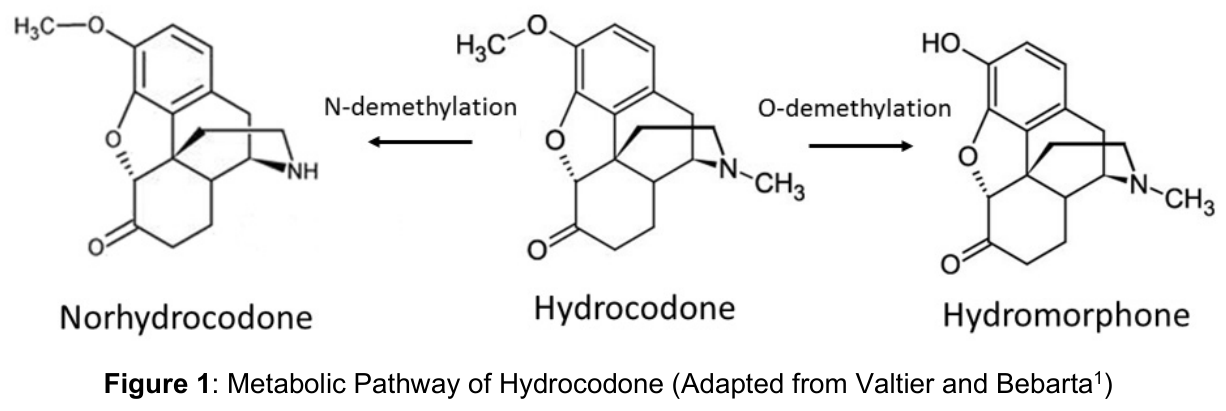 H₃C O
N-demethylation
O
NH
O
Norhydrocodone
O
H₃C
O
N
CH₃
O
Hydrocodone
O-demethylation
HO
O
N
CH₃
O
Hydromorphone
Figure 1: Metabolic Pathway of Hydrocodone (Adapted from Valtier and Bebarta¹)